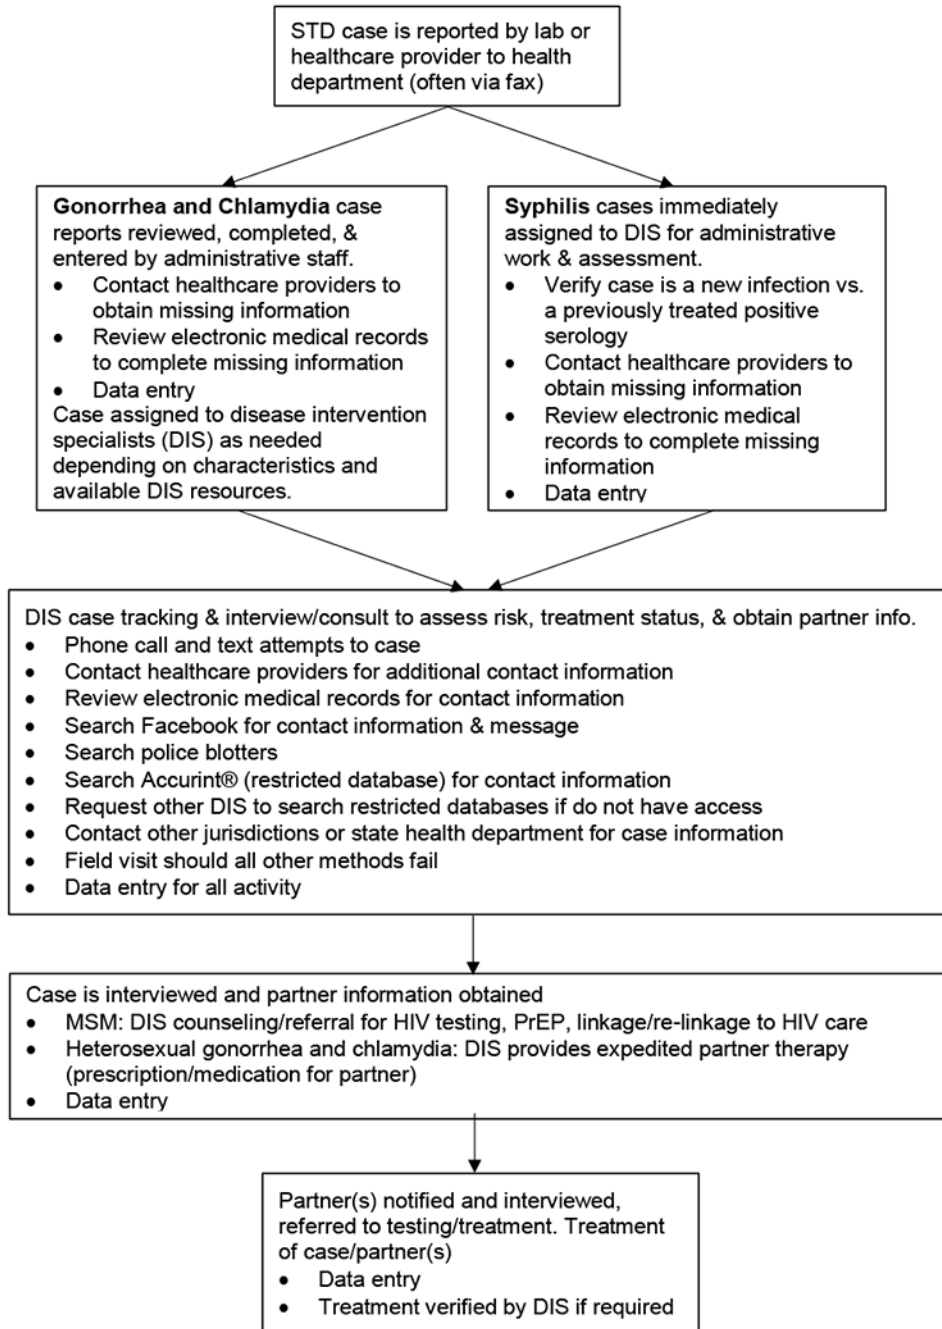 STD case is reported by lab or
healthcare provider to health
department (often via fax)
Gonorrhea and Chlamydia case
reports reviewed, completed, &
entered by administrative staff.
• Contact healthcare providers to
obtain missing information
• Review electronic medical records
to complete missing information
• Data entry
Case assigned to disease intervention
specialists (DIS) as needed
depending on characteristics and
available DIS resources.
Syphilis cases immediately
assigned to DIS for administrative
work & assessment.
• Verify case is a new infection vs.
a previously treated positive
serology
• Contact healthcare providers to
obtain missing information
• Review electronic medical
records to complete missing
information
• Data entry
DIS case tracking & interview/consult to assess risk, treatment status, & obtain partner info.
• Phone call and text attempts to case
• Contact healthcare providers for additional contact information
• Review electronic medical records for contact information
• Search Facebook for contact information & message
• Search police blotters
• Search Accurint® (restricted database) for contact information
• Request other DIS to search restricted databases if do not have access
• Contact other jurisdictions or state health department for case information
• Field visit should all other methods fail
• Data entry for all activity
Case is interviewed and partner information obtained
• MSM: DIS counseling/referral for HIV testing, PrEP, linkage/re-linkage to HIV care
• Heterosexual gonorrhea and chlamydia: DIS provides expedited partner therapy
(prescription/medication for partner)
• Data entry
Partner(s) notified and interviewed,
referred to testing/treatment. Treatment
of case/partner(s)
• Data entry
• Treatment verified by DIS if required